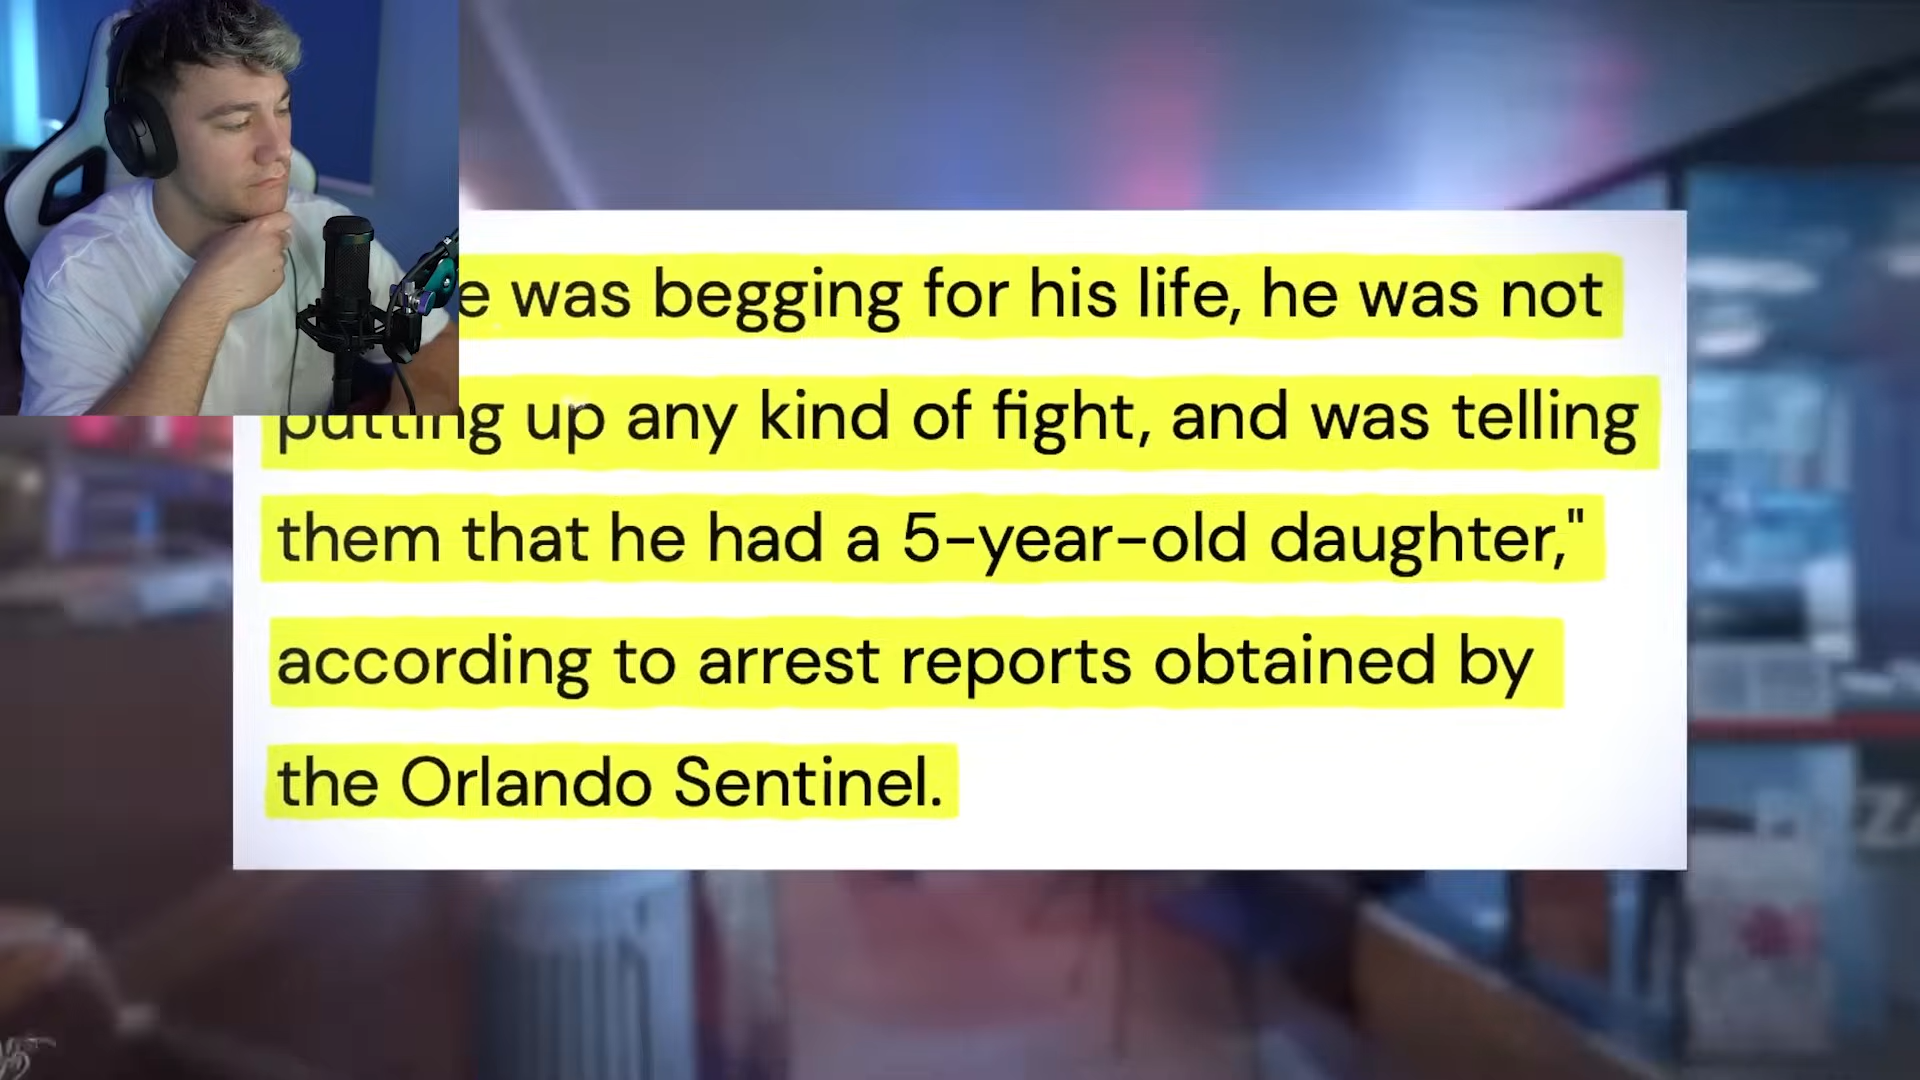 e was begging for his life, he was not
putting up any kind of fight, and was telling
them that he had a 5-year-old daughter,"
according to arrest reports obtained by
the Orlando Sentinel.